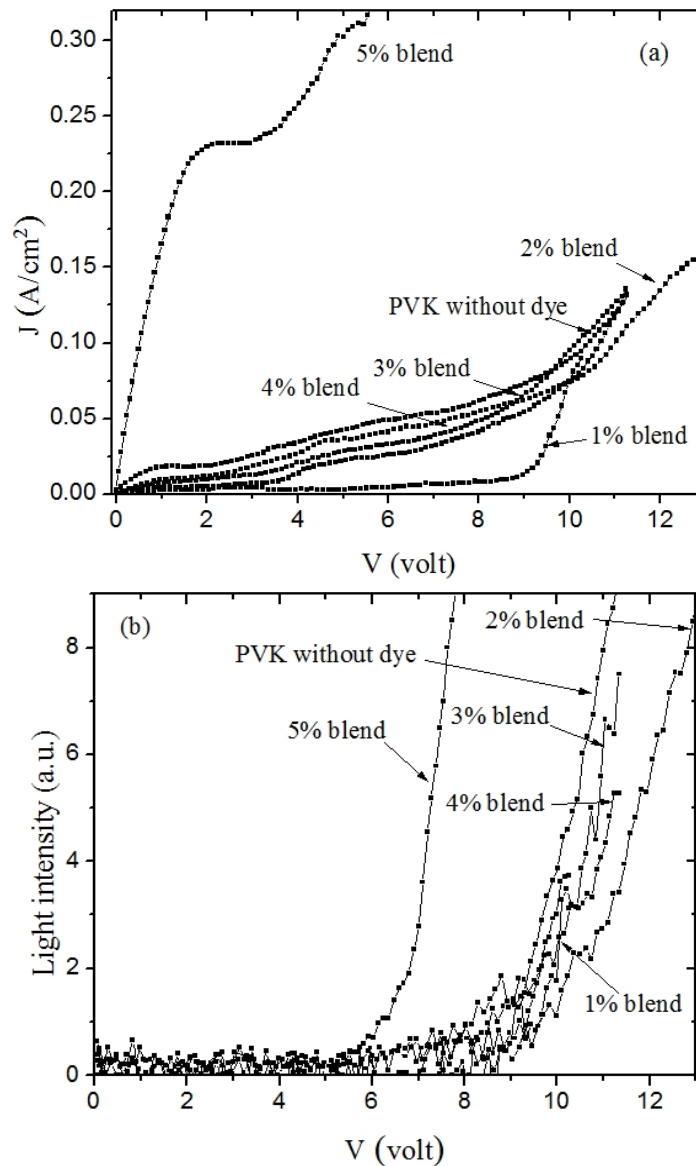 0.30
(a)
5% blend
0.25
0.20
J (A/cm²)
0.15
2% blend
PVK without dye
0.10
3% blend
4% blend
0.05
1% blend
0.00
0 2 4 6 8 10 12
V (volt)
(b)
8
2% blend
PVK without dye
3% blend
6
5% blend
4% blend
Light intensity (a.u.)
4
2
1% blend
0
0 2 4 6 8 10 12
V (volt)